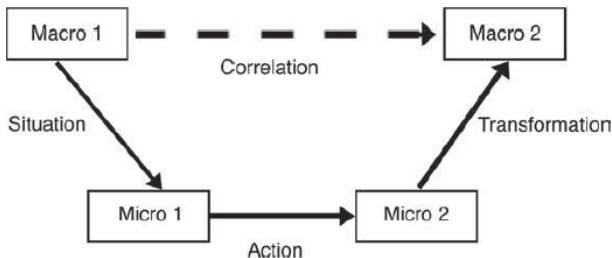 Macro 1
Macro 2
Correlation
Situation
Transformation
Micro 1
Micro 2
Action